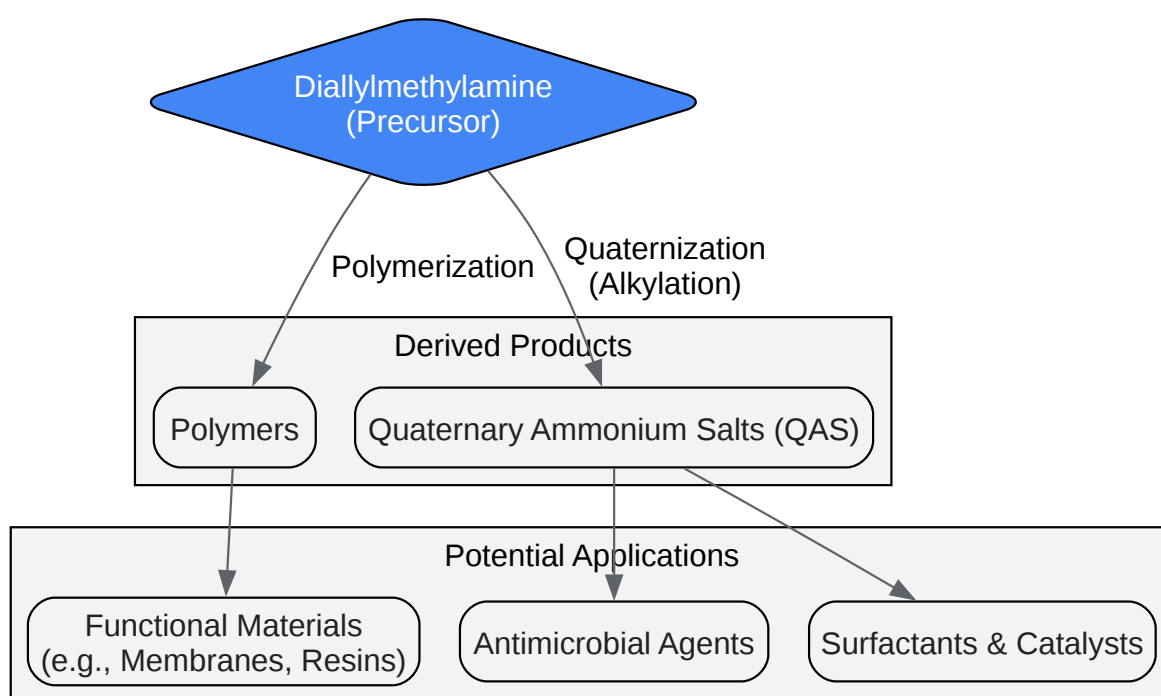 Diallylmethylamine
(Precursor)
Polymerization
Quaternization
(Alkylation)
Derived Products
Polymers
Quaternary Ammonium Salts (QAS)
Potential Applications
Functional Materials
(e.g., Membranes, Resins)
Antimicrobial Agents
Surfactants & Catalysts